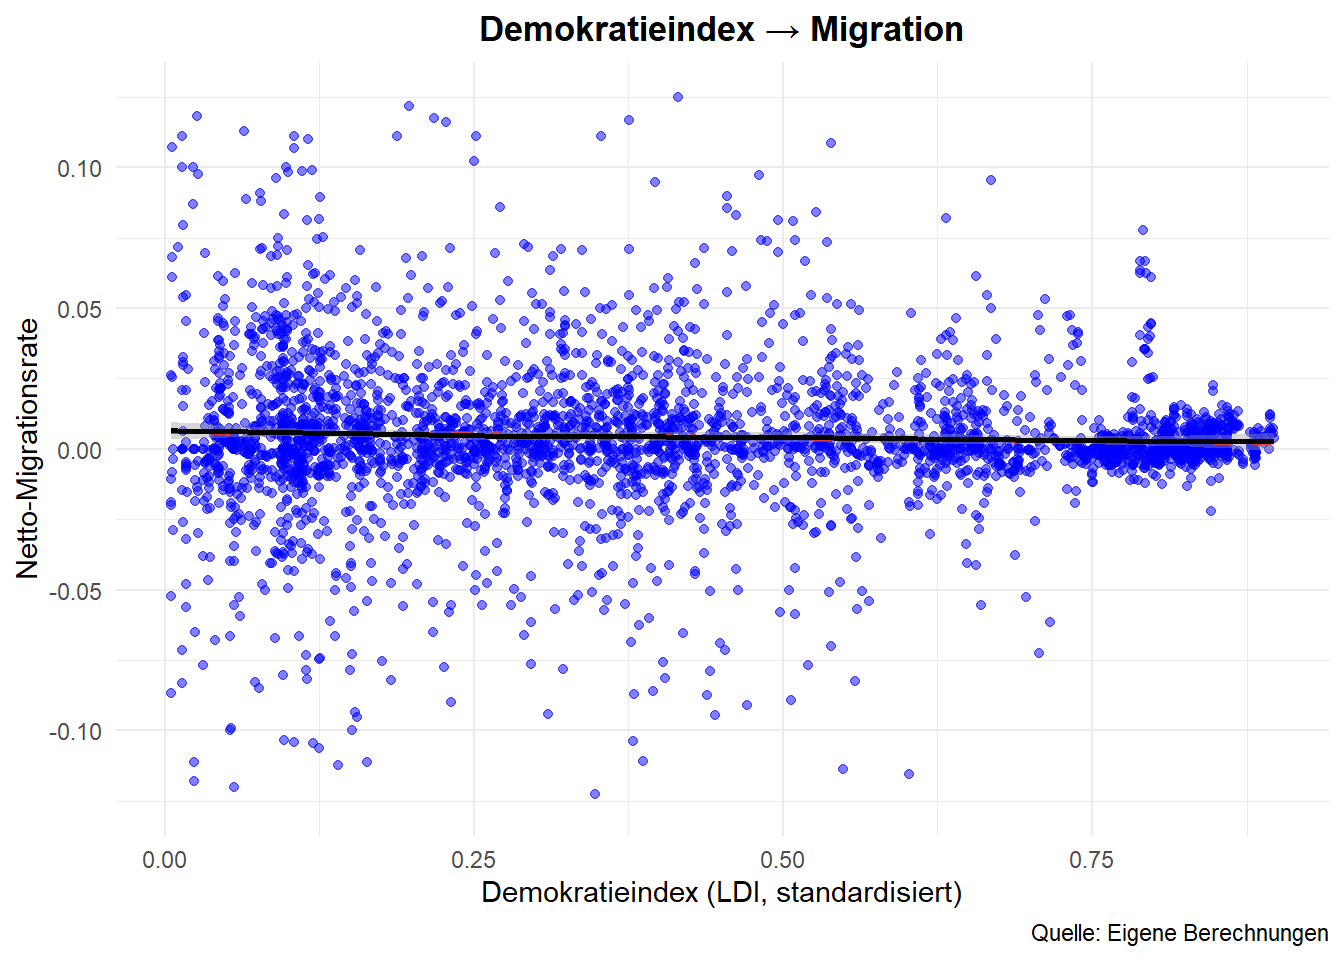 Demokratieindex → Migration
Netto-Migrationsrate
0.10
0.05
0.00
-0.05
-0.10
0.00 0.25 0.50 0.75
Demokratieindex (LDI, standardisiert)
Quelle: Eigene Berechnungen